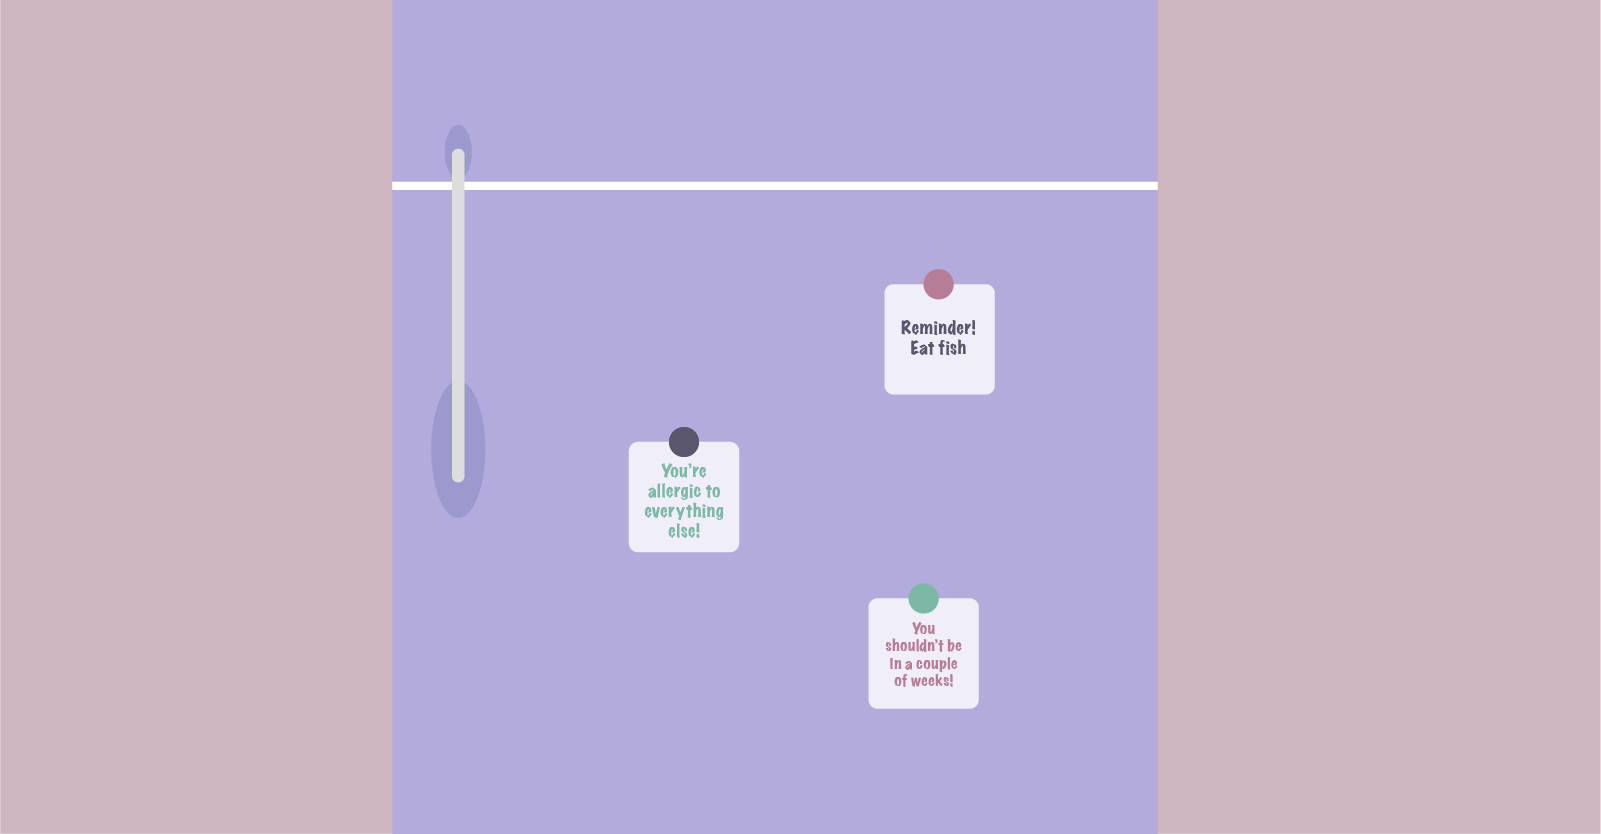 Reminder!
Eat fish
You're
allergic to
everything
else!
You
shouldn't be
in a couple
of weeks!